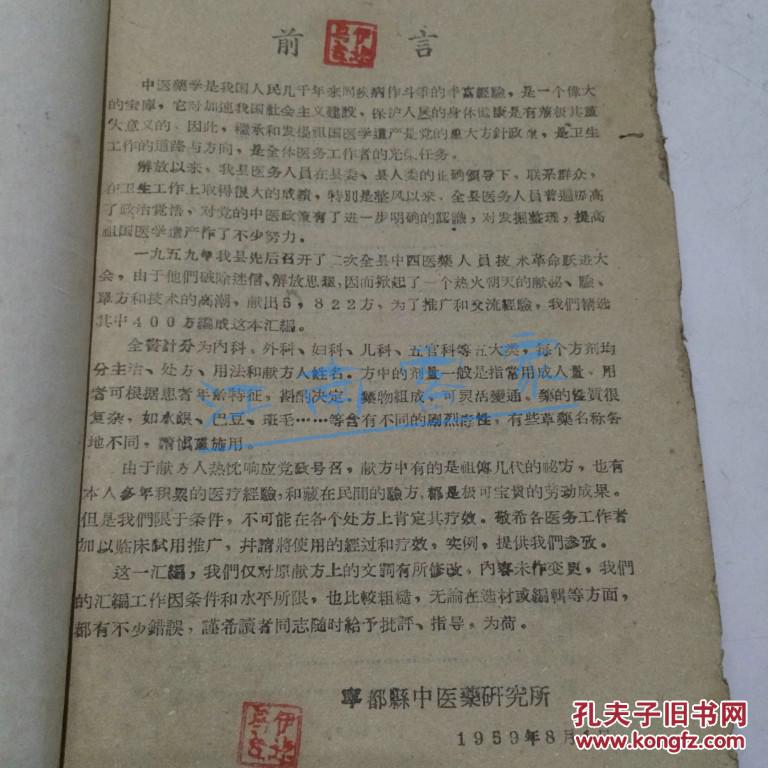 前言
中医藥学是我国人民几千年来同疾病作斗爭的丰富經驗，是一个偉大
的宝庫，它对加速我国社会主义建設，保护人民的身体健康是有着极其重
大意义的、因此，繼承和发揚祖国医学遺产是党的重大方針政策，是卫生
工作的道路与方向，是全体医务工作者的光荣任务。
解放以来，我县医务人员在县委、县人委的正确領导下，联系群众，
在卫生工作上取得很大的成績，特別是整风以来、全县医务人員普遍提高
了政治覚悟，对党的中医政策有了进一步明确的認識，对发掘整理，提高
祖国医学遺产作了不少努力。
一九五九年我县先后召开了二次全县中西医藥人員技术革命跃进大
会，由于他們破除迷信、解放思想，因而掀起了一个热火朝天的献祕、驗、
單方和技术的高潮，献出5，822方、为了推广和交流經驗，我們精选
其中400方編成这本汇編。
全書計分为内科、外科、妇科、儿科、五官科等五大类，每个方剂均
分主治、处方、用法和献方人姓名。方中的剂量一般是指常用成人量、用
者可根据患者年龄特征，斟酌决定、藥物組成，可灵活变通。藥的性質很
复杂，如水銀、巴豆、斑毛……等含有不同的剧烈毒性，有些草藥名称各
地不同，請慎重施用。
由于献方人热忱响应党政号召，献方中有的是祖傳几代的祕方，也有
本人多年积累的医疗經驗，和藏在民間的驗方，都是极可宝貴的劳动成果。
但是我們限于条件，不可能在各个处方上肯定其疗效。敬希各医务工作者
加以临床試用推广，幷請將使用的經过和疗效，实例，提供我們参攷。
这一汇編，我們仅对原献方上的文詞有所修改，内容未作变更，我們
的汇編工作因条件和水平所限，也比較粗糙，无論在选材或編輯等方面，
都有不少錯誤，謹希讀者同志随时給予批評、指导，为荷。
寧都縣中医藥研究所
1959年8月1日
江南客家
孔夫子旧书网
www.kongfz.com